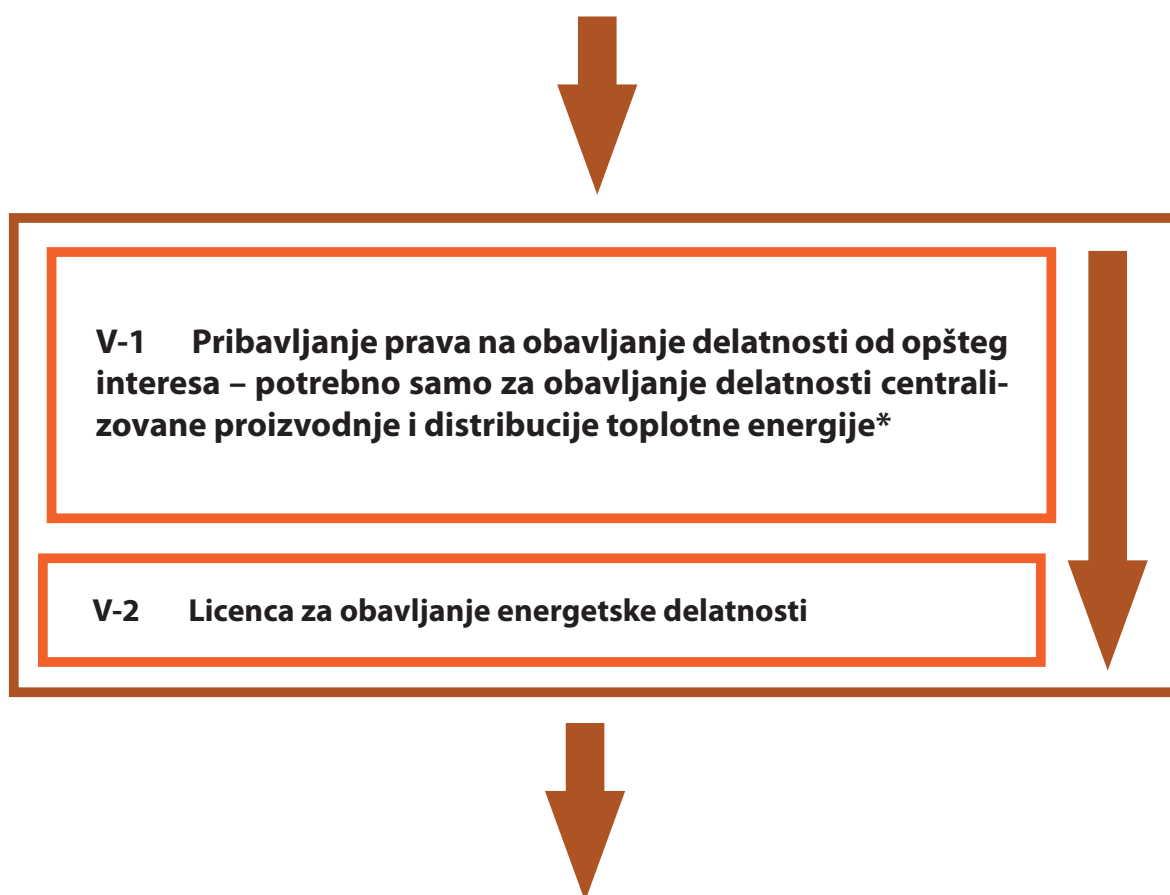 V-1 Pribavljanje prava na obavljanje delatnosti od opšteg
interesa – potrebno samo za obavljanje delatnosti centrali-
zovane proizvodnje i distribucije toplotne energije*
V-2 Licenca za obavljanje energetske delatnosti